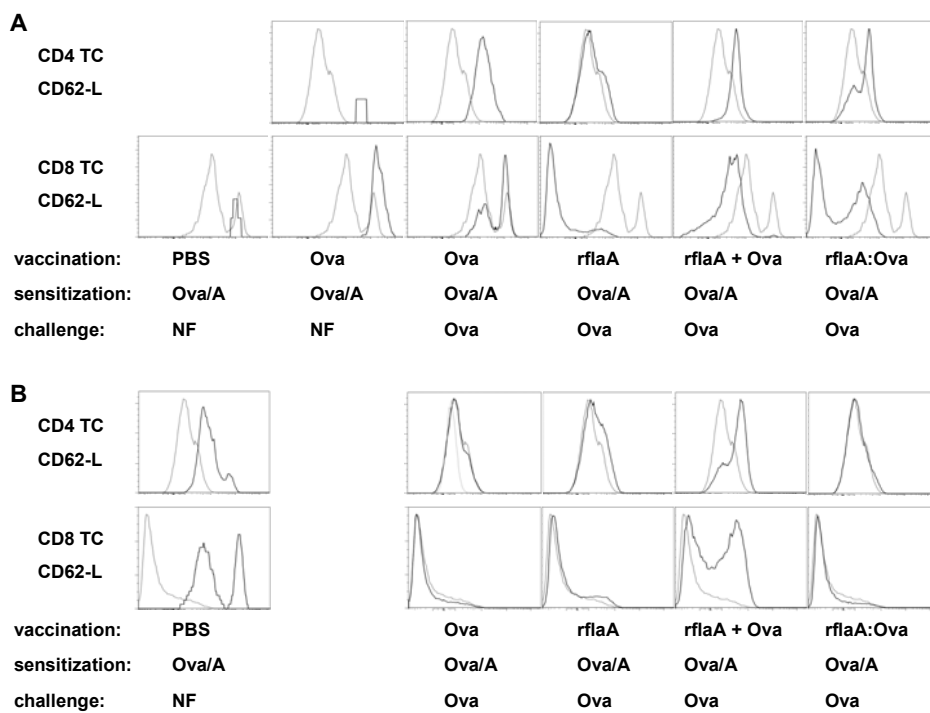 A
CD4 TC
CD62-L
CD8 TC
CD62-L
vaccination: PBS Ova Ova rflaA rflaA + Ova rflaA:Ova
sensitization: Ova/A Ova/A Ova/A Ova/A Ova/A Ova/A
challenge: NF NF Ova Ova Ova Ova
B
CD4 TC
CD62-L
CD8 TC
CD62-L
vaccination: PBS Ova rflaA rflaA + Ova rflaA:Ova
sensitization: Ova/A Ova/A Ova/A Ova/A Ova/A
challenge: NF Ova Ova Ova Ova